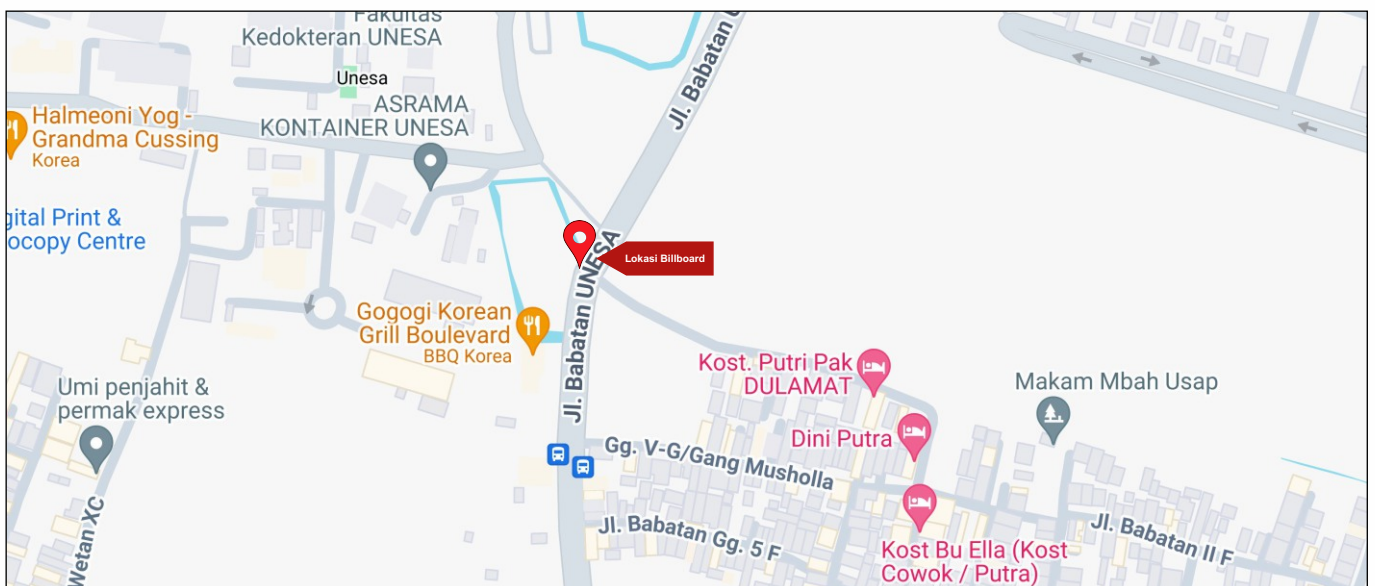 Fakultas
Kedokteran UNESA
Unesa
ASRAMA
KONTAINER UNESA
Halmeoni Yog -
Grandma Cussing
Korea
gital Print &
ocopy Centre
Jl. Babatan
Jl. Babatan UNESA
Lokasi Billboard
Gogogi Korean
Grill Boulevard
BBQ Korea
Umi penjahit &
permak express
Kost. Putri Pak
DULAMAT
Makam Mbah Usap
Dini Putra
Gg. V-G/Gang Musholla
Jl. Babatan Gg. 5 F
Jl. Babatan II F
Kost Bu Ella (Kost
Cowok / Putra)
Wetan XC